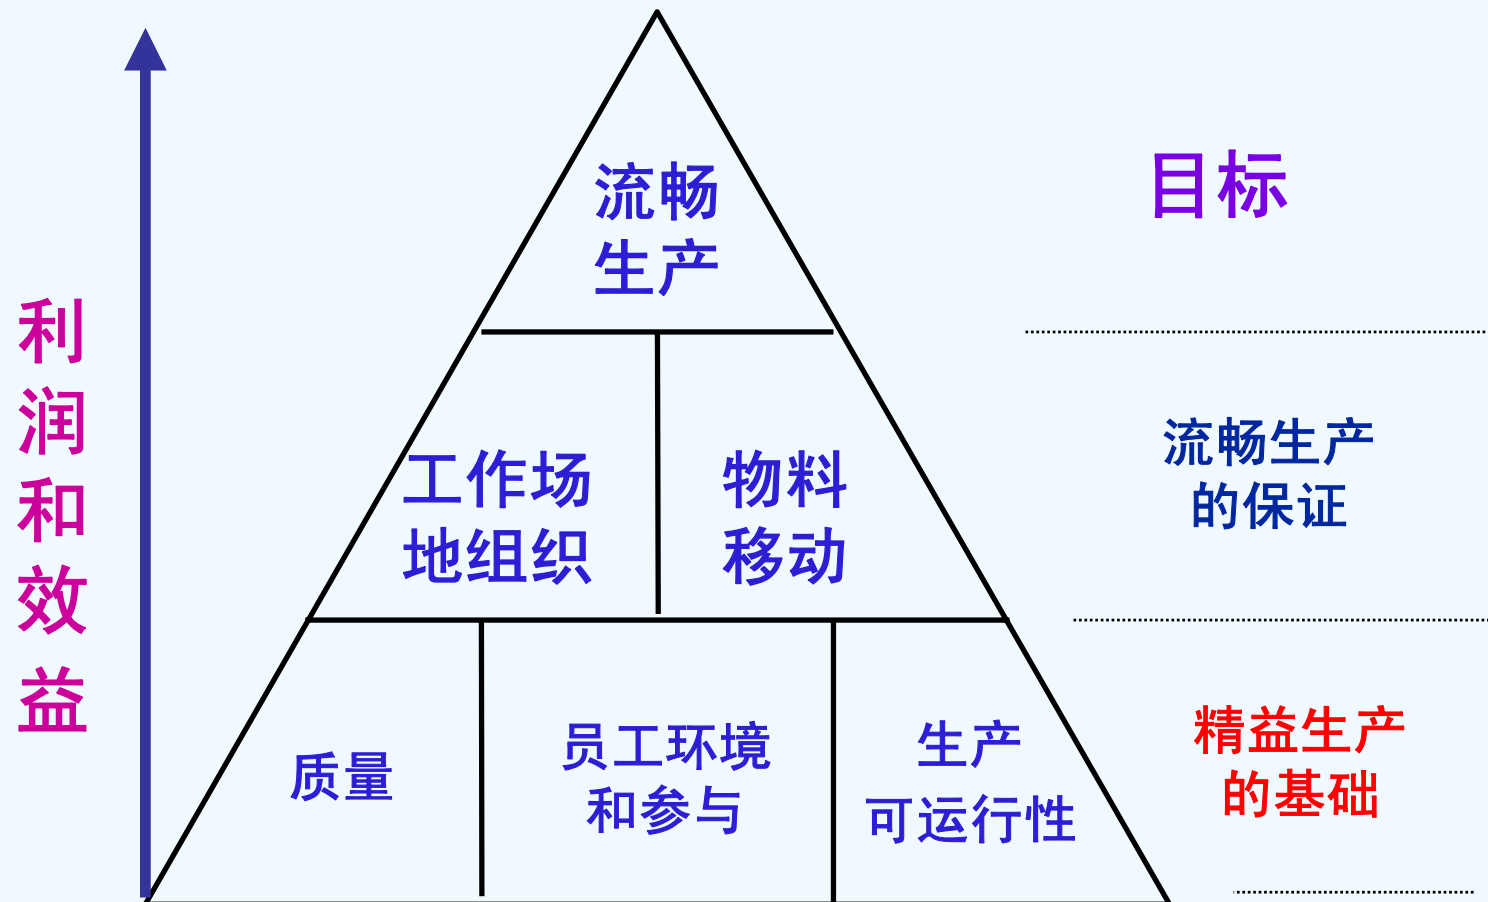 流畅
生产
目标
利
润
和
效
益
工作场
地组织
物料
移动
流畅生产
的保证
质量
员工环境
和参与
生产
可运行性
精益生产
的基础